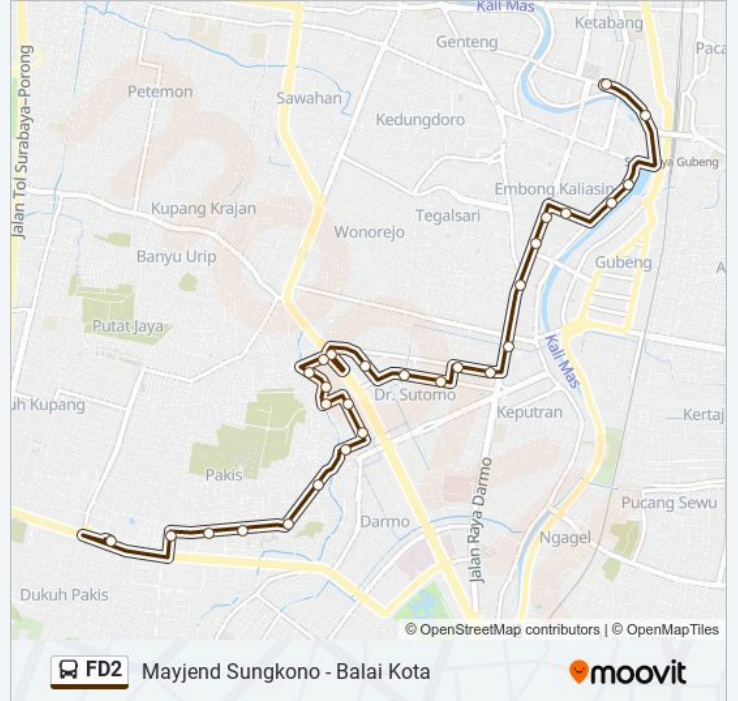 Kali Mas
Ketabang
Genteng
Paca
Petemon
Sawahan
Kedungdoro
Jalan Tol Surabaya-Porong
ya Gubeng
Embong Kaliasin
Kupang Krajan
Tegalsari
Wonorejo
Banyu Urip
Gubeng
A
Putat Jaya
Kali Mas
Dr. Sutomo
uh Kupang
Keputran
Kertaj
Pakis
Jalan Raya Darmo
Pucang Sewu
Darmo
Ngagel
Dukuh Pakis
© OpenStreetMap contributors | © OpenMapTiles
FD2 Mayjend Sungkono - Balai Kota
moovit